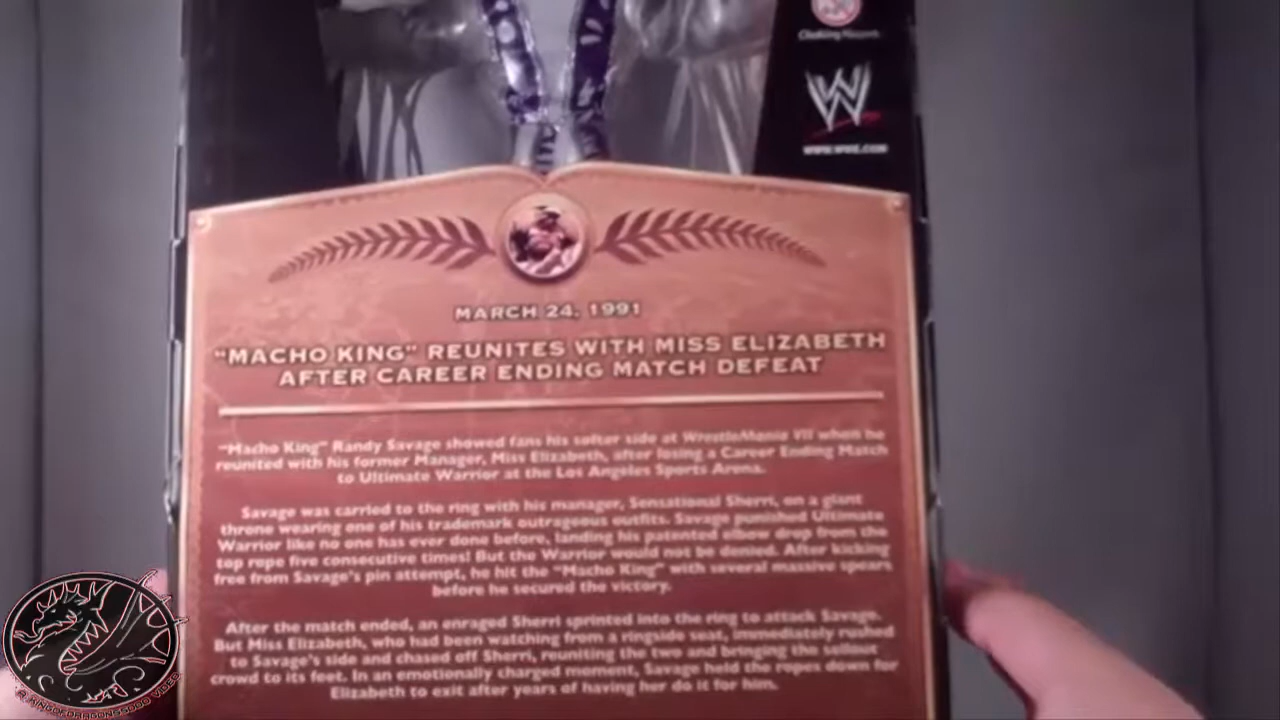 WWW.WWE.COM
MARCH 24, 1991
"MACHO KING" REUNITES WITH MISS ELIZABETH
AFTER CAREER ENDING MATCH DEFEAT
"Macho King" Randy Savage showed fans his softer side at WrestleMania VII when he
reunited with his former Manager, Miss Elizabeth, after losing a Career Ending Match
to Ultimate Warrior at the Los Angeles Sports Arena.
Savage was carried to the ring with his manager, Sensational Sherri, on a giant
throne wearing one of his trademark outrageous outfits. Savage punished Ultimate
Warrior like no one has ever done before, landing his patented elbow drop from the
top rope five consecutive times! But the Warrior would not be denied. After kicking
free from Savage's pin attempt, he hit the "Macho King" with several massive spears
before he secured the victory.
After the match ended, an enraged Sherri sprinted into the ring to attack Savage.
But Miss Elizabeth, who had been watching from a ringside seat, immediately rushed
to Savage's side and chased off Sherri, reuniting the two and bringing the sellout
crowd to its feet. In an emotionally charged moment, Savage held the ropes down for
Elizabeth to exit after years of having her do it for him.